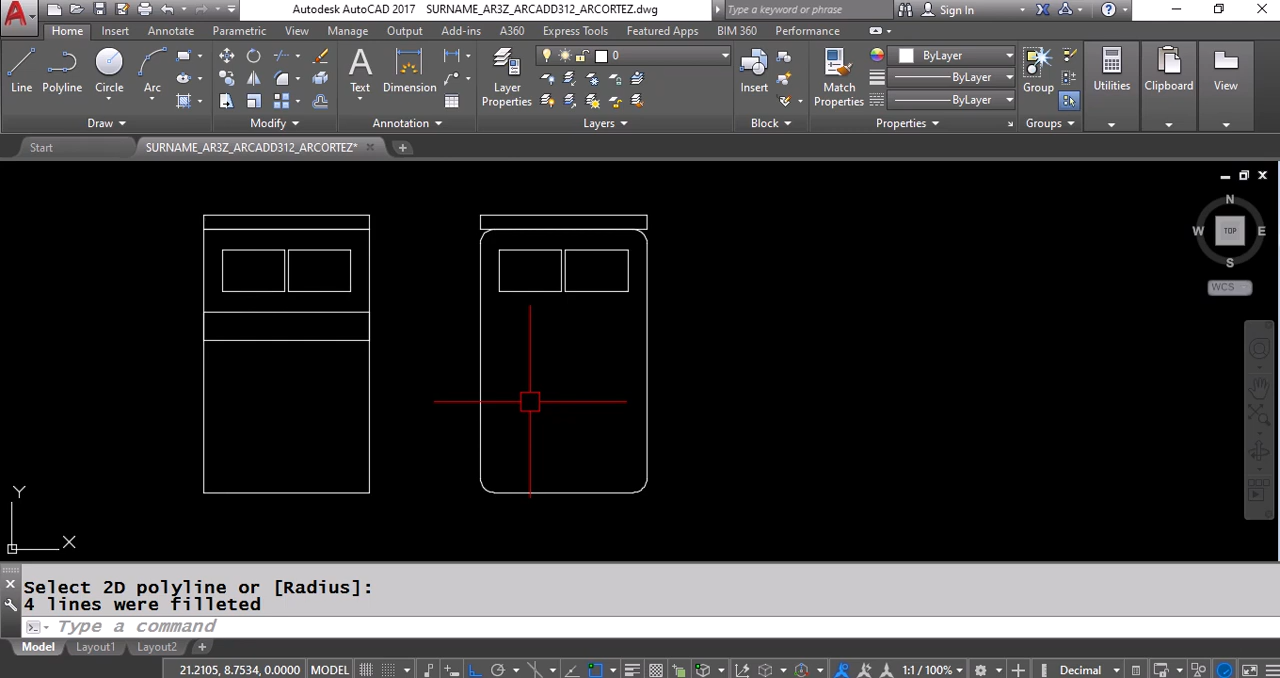 Autodesk AutoCAD 2017 SURNAME_AR3Z_ARCADD312_ARCORTEZ.dwg
Type a keyword or phrase
Sign In
Home Insert Annotate Parametric View Manage Output Add-ins A360 Express Tools Featured Apps BIM 360 Performance
Line Polyline Circle Arc
Text Dimension
Layer Properties
0
Insert
Match Properties
ByLayer
ByLayer
ByLayer
Group
Utilities
Clipboard
View
Draw Modify Annotation Layers Block Properties Groups
Start SURNAME_AR3Z_ARCADD312_ARCORTEZ*
N
W TOP E
S
WCS
Y
X
Select 2D polyline or [Radius]:
4 lines were filleted
Type a command
Model Layout1 Layout2
21.2105, 8.7534, 0.0000 MODEL 1:1 / 100% Decimal